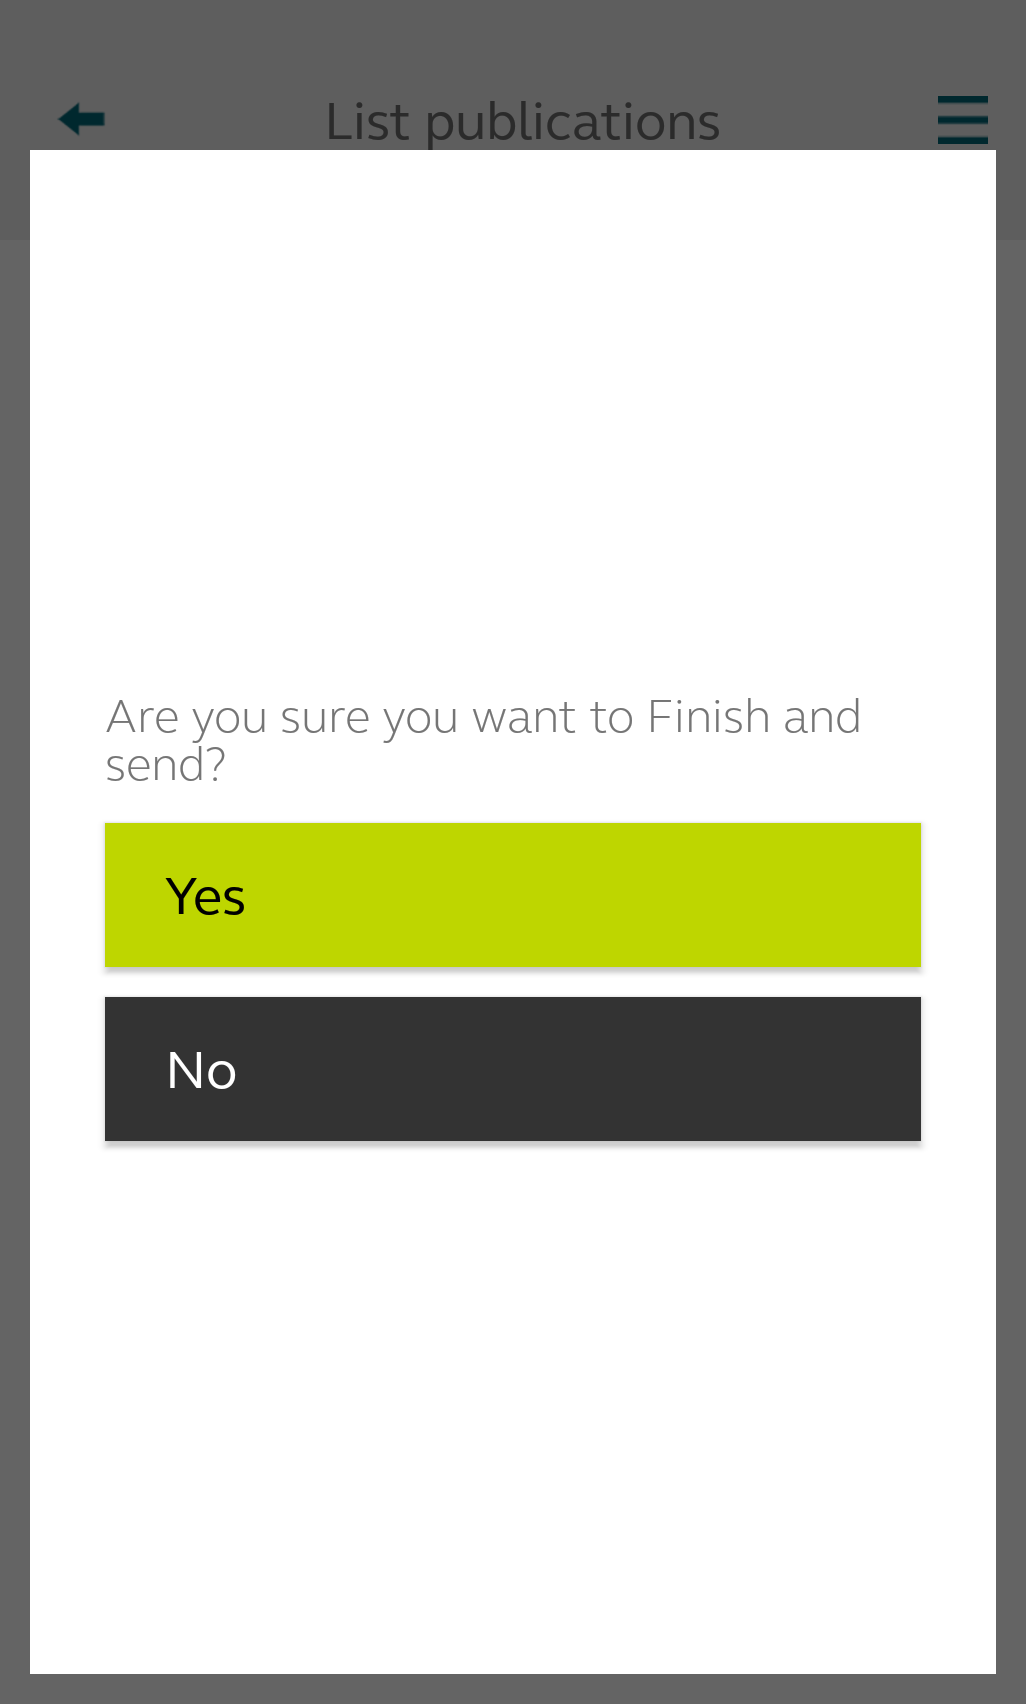 List publications
Are you sure you want to Finish and
send?
Yes
No